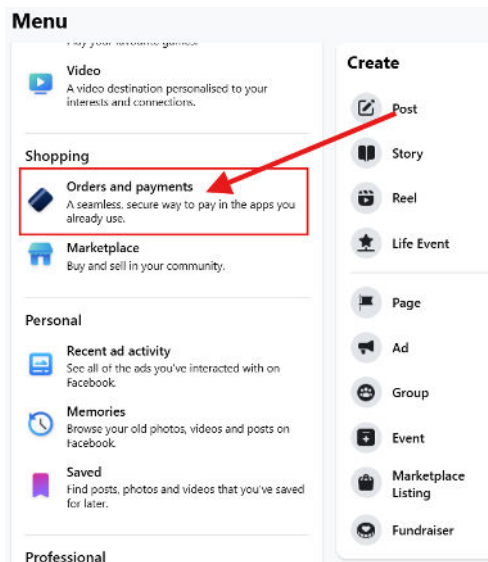 Menu
Play your favourite games.
Video
A video destination personalised to your
interests and connections.
Shopping
Orders and payments
A seamless, secure way to pay in the apps you
already use.
Marketplace
Buy and sell in your community.
Personal
Recent ad activity
See all of the ads you've interacted with on
Facebook.
Memories
Browse your old photos, videos and posts on
Facebook.
Saved
Find posts, photos and videos that you've saved
for later.
Professional
Create
Post
Story
Reel
Life Event
Page
Ad
Group
Event
Marketplace
Listing
Fundraiser